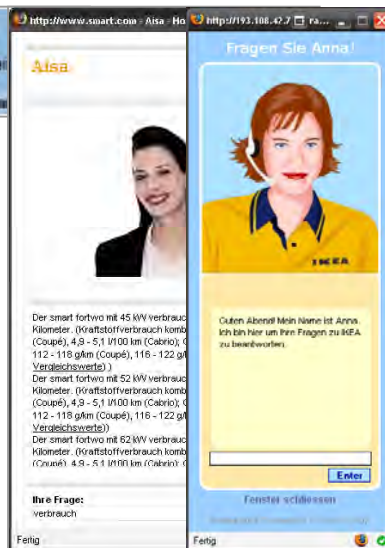 http://www.smart.com - Aisa - Ho
Aisa
Der smart fortwo mit 45 kW verbrauc
Kilometer. (Kraftstoffverbrauch komb
(Coupé), 4,9 - 5,1 l/100 km (Cabrio); C
112 - 118 g/km (Coupé), 116 - 122 g/
Vergleichswerte) )
Der smart fortwo mit 52 kW verbrauc
Kilometer. (Kraftstoffverbrauch komb
(Coupé), 4,9 - 5,1 l/100 km (Cabrio); C
112 - 118 g/km (Coupé), 116 - 122 g/
Vergleichswerte))
Der smart fortwo mit 62 kW verbrauc
Kilometer. (Kraftstoffverbrauch komb
(Coupé), 4,9 - 5,1 l/100 km (Cabrio); C
Ihre Frage:
verbrauch
Fertig
http://193.108.42.7
ra...
Fragen Sie Anna!
IKEA
Guten Abend! Mein Name ist Anna.
Ich bin hier um Ihre Fragen zu IKEA
zu beantworten.
Enter
Fenster schliessen
Fertig